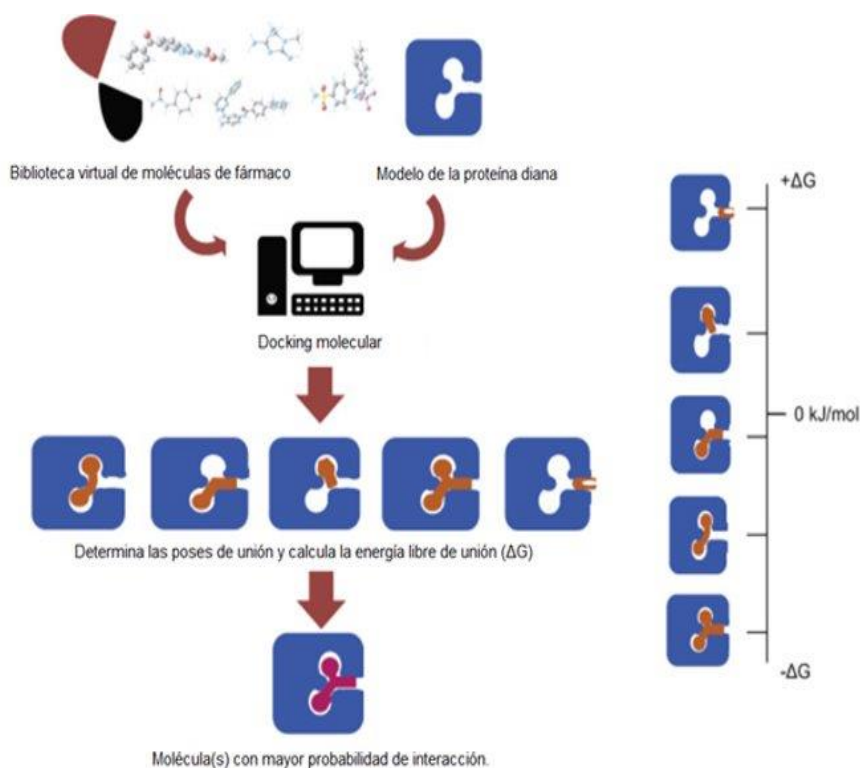 Biblioteca virtual de moléculas de fármaco
Modelo de la proteína diana
Docking molecular
Determina las poses de unión y calcula la energía libre de unión (ΔG)
Molécula(s) con mayor probabilidad de interacción.
+ΔG
0 kJ/mol
-ΔG